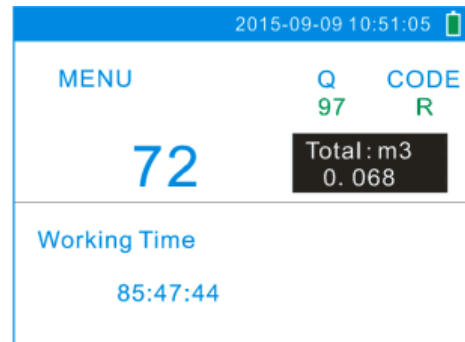 2015-09-09 10:51:05
MENU Q CODE
97 R
72 Total:m3
0.068
Working Time
85:47:44